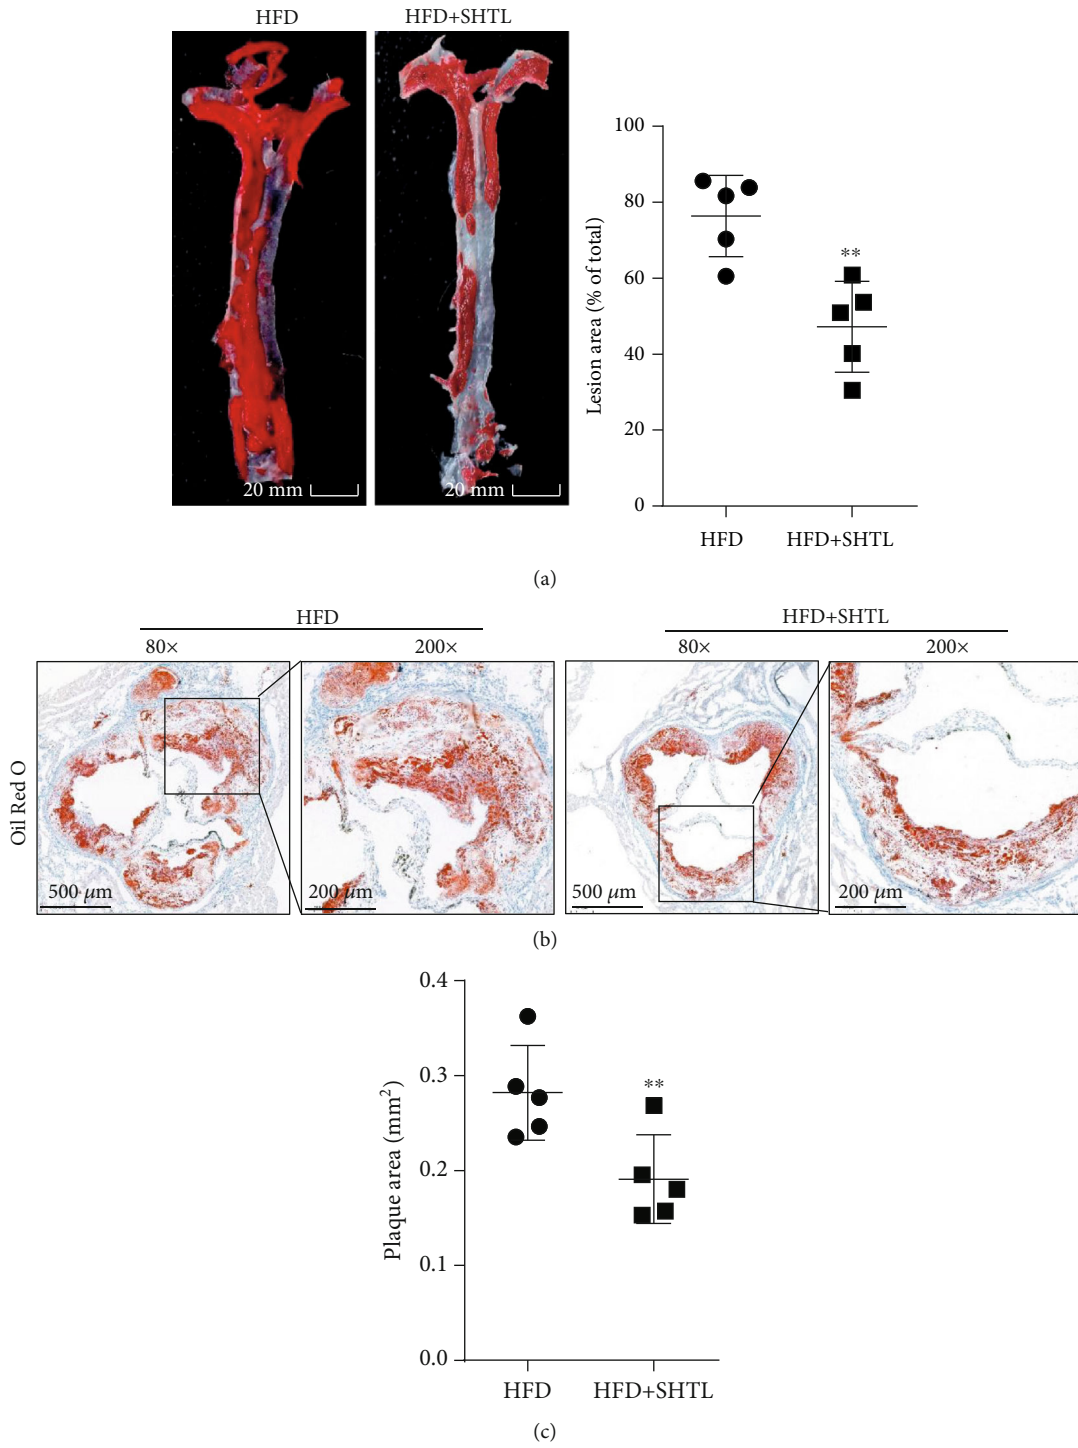 HFD
HFD+SHTL
20 mm
20 mm
Lesion area (% of total)
100
80
60
40
20
0
**
HFD
HFD+SHTL
(a)
HFD
HFD+SHTL
80×
200×
80×
200×
Oil Red O
500 μm
200 μm
500 μm
200 μm
(b)
Plaque area (mm²)
0.4
0.3
0.2
0.1
0.0
**
HFD
HFD+SHTL
(c)